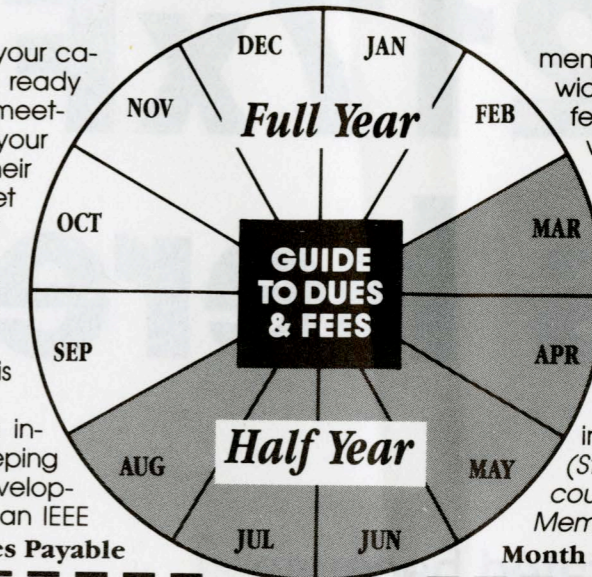 your ca-
ready
meet-
your
heir
et
is
in-
eping
velop-
an IEEE
es Payable
DEC
JAN
NOV
Full Year
FEB
OCT
MAR
GUIDE
TO DUES
& FEES
SEP
APR
AUG
Half Year
MAY
JUL
JUN
mem
wid
fe
in
(St
cou
Mem
Month